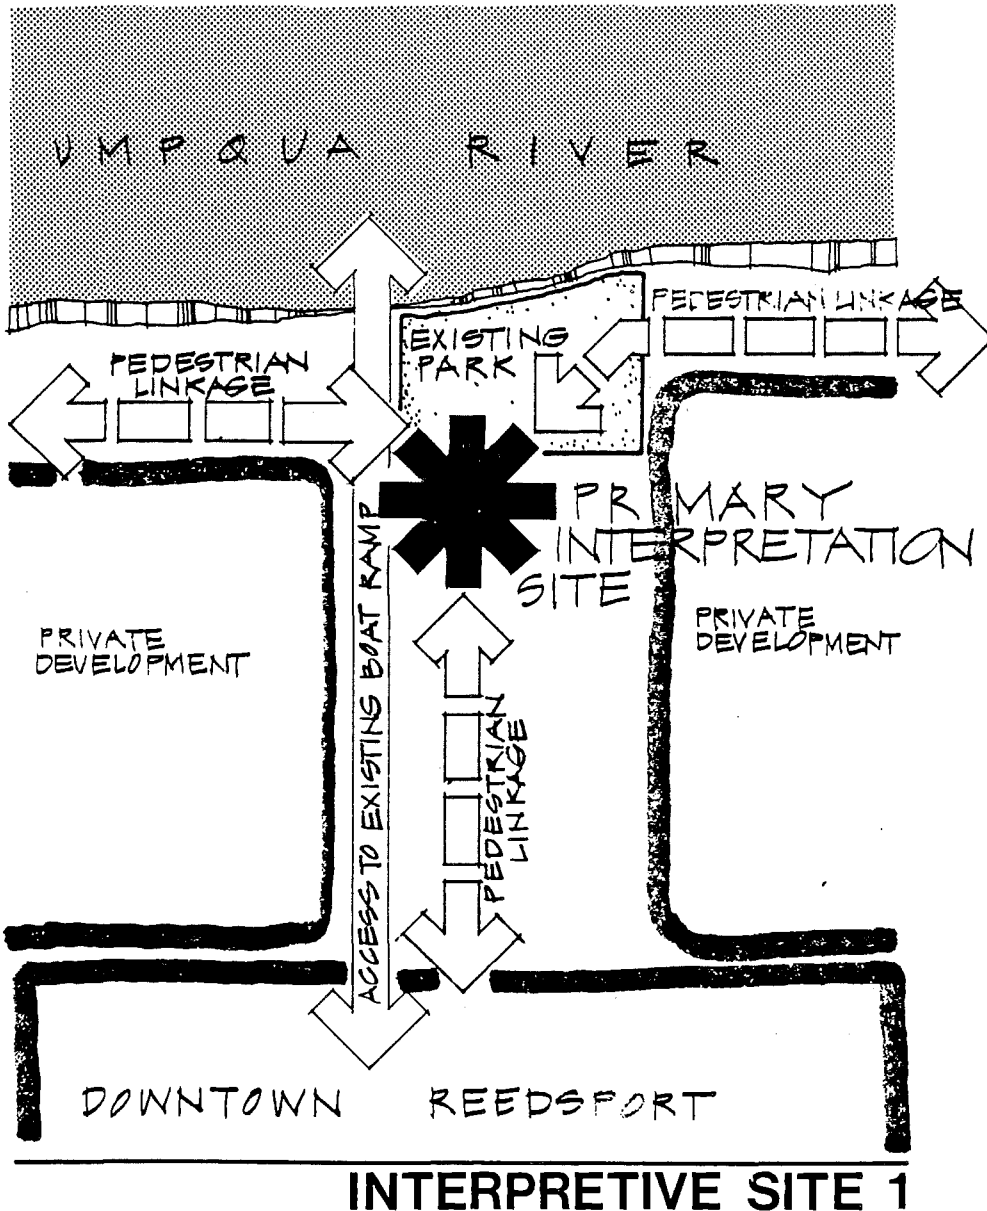 UMPQUA RIVER
PEDESTRIAN LINKAGE
EXISTING
PARK
PEDESTRIAN
LINKAGE
PRIMARY
INTERPRETATION
SITE
ACCESS TO EXISTING BOAT RAMP
PRIVATE
DEVELOPMENT
PRIVATE
DEVELOPMENT
PEDESTRIAN
LINKAGE
DOWNTOWN REEDSPORT
INTERPRETIVE SITE 1